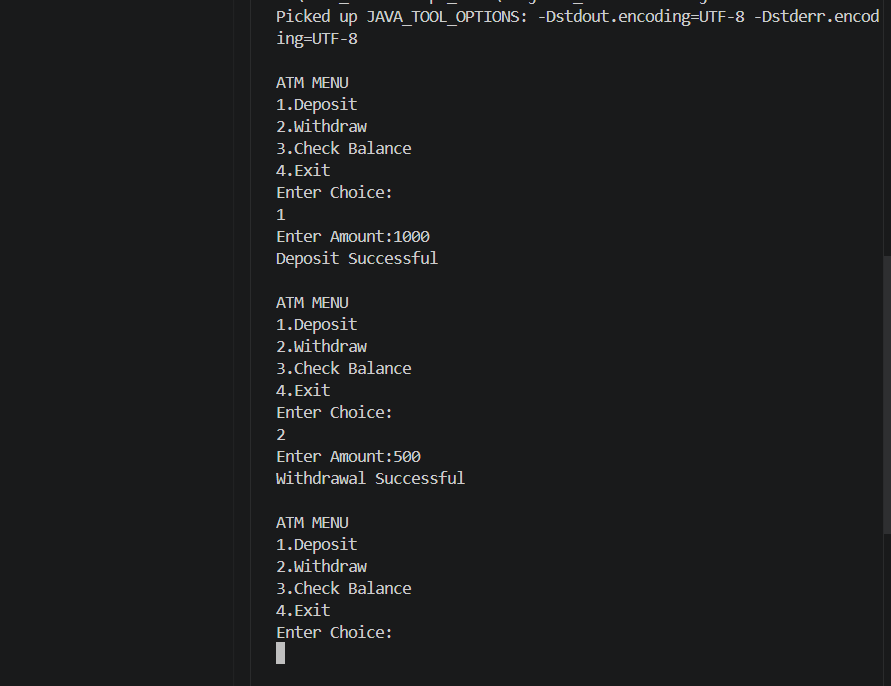 Picked up JAVA_TOOL_OPTIONS: -Dstdout.encoding=UTF-8 -Dstderr.encod
ing=UTF-8
ATM MENU
1.Deposit
2.Withdraw
3.Check Balance
4.Exit
Enter Choice:
1
Enter Amount:1000
Deposit Successful
ATM MENU
1.Deposit
2.Withdraw
3.Check Balance
4.Exit
Enter Choice:
2
Enter Amount:500
Withdrawal Successful
ATM MENU
1.Deposit
2.Withdraw
3.Check Balance
4.Exit
Enter Choice: